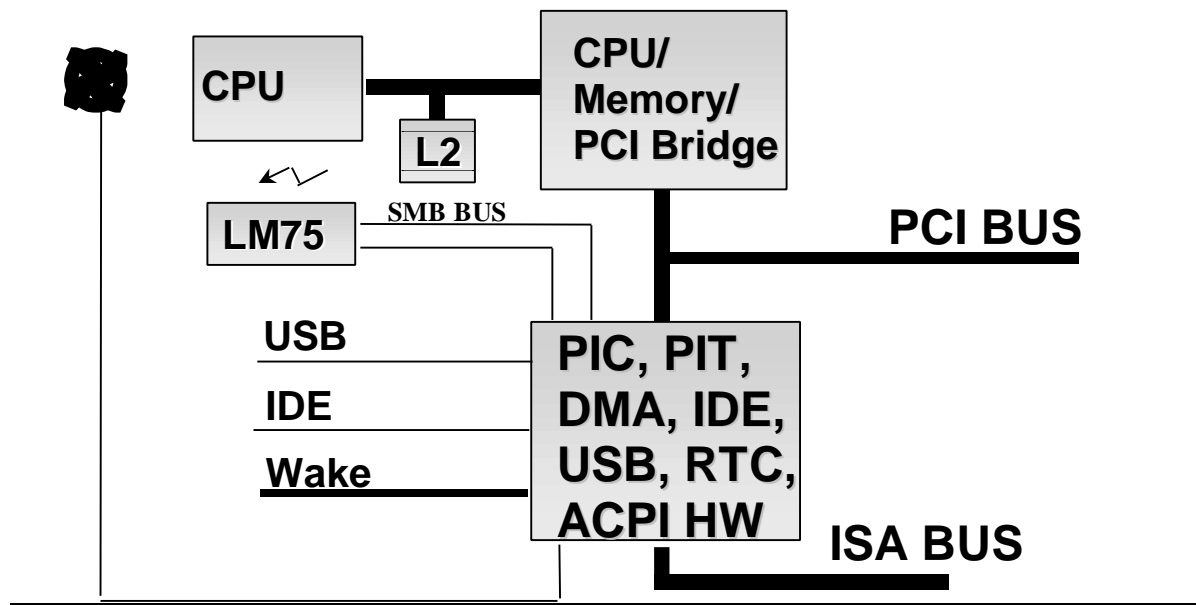 CPU
CPU/
Memory/
PCI Bridge
L2
SMB BUS
LM75
PCI BUS
USB
IDE
Wake
PIC, PIT,
DMA, IDE,
USB, RTC,
ACPI HW
ISA BUS